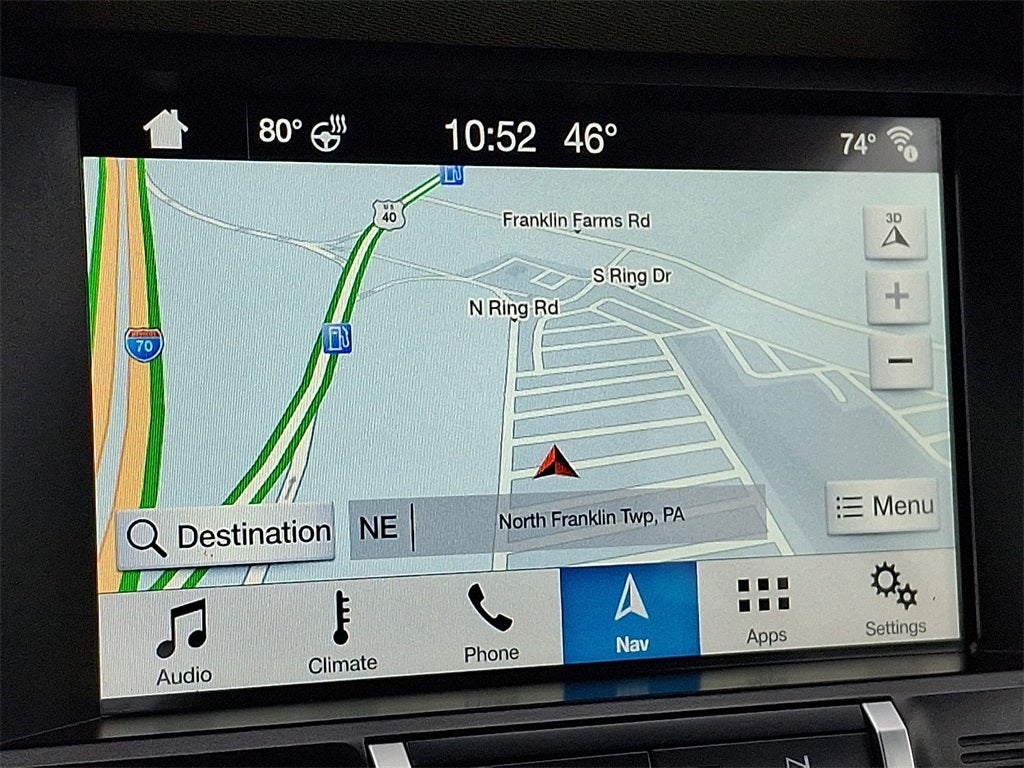 80° 10:52 46° 74°
US
40
Franklin Farms Rd
3D
S Ring Dr
N Ring Rd
70
Menu
Destination
NE
North Franklin Twp, PA
Audio
Climate
Phone
Nav
Apps
Settings